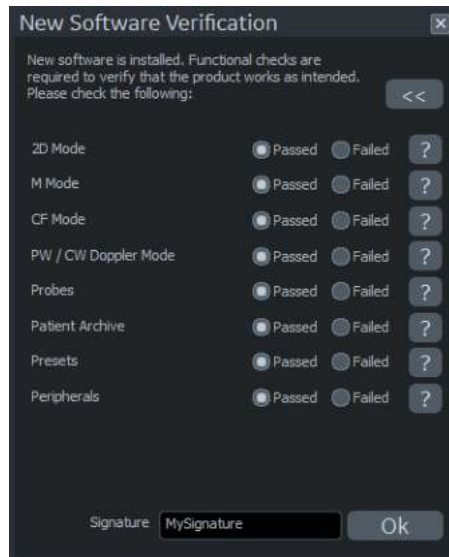 New Software Verification
New software is installed. Functional checks are
required to verify that the product works as intended.
Please check the following:
<<
2D Mode Passed Failed ?
M Mode Passed Failed ?
CF Mode Passed Failed ?
PW / CW Doppler Mode Passed Failed ?
Probes Passed Failed ?
Patient Archive Passed Failed ?
Presets Passed Failed ?
Peripherals Passed Failed ?
Signature MySignature Ok